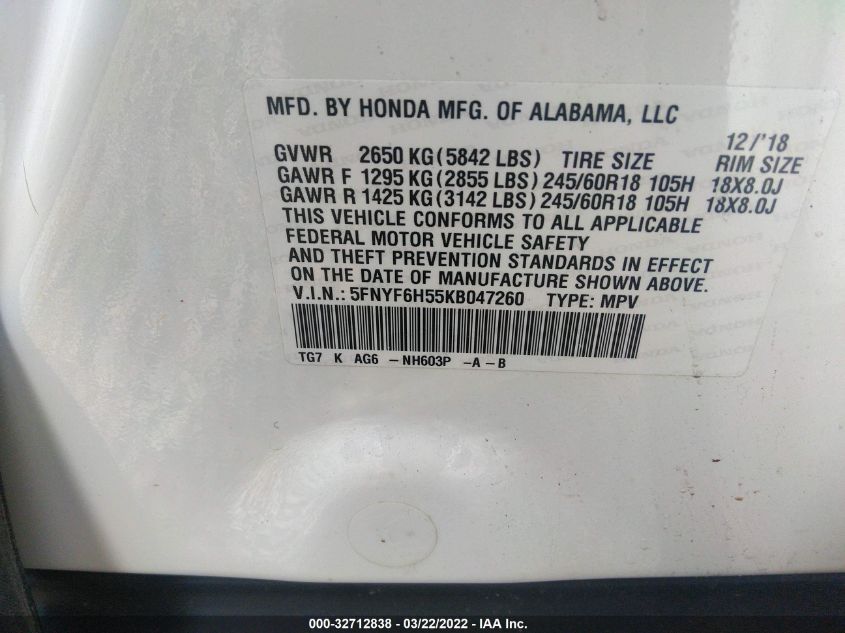 MFD. BY HONDA MFG. OF ALABAMA, LLC
12/'18
GVWR 2650 KG(5842 LBS) TIRE SIZE RIM SIZE
GAWR F 1295 KG(2855 LBS) 245/60R18 105H 18X8.0J
GAWR R 1425 KG(3142 LBS) 245/60R18 105H 18X8.0J
THIS VEHICLE CONFORMS TO ALL APPLICABLE
FEDERAL MOTOR VEHICLE SAFETY
AND THEFT PREVENTION STANDARDS IN EFFECT
ON THE DATE OF MANUFACTURE SHOWN ABOVE.
V.I.N.: 5FNYF6H55KB047260 TYPE: MPV
TG7 K AG6 -NH603P -A-B
000-32712838 - 03/22/2022 - IAA Inc.